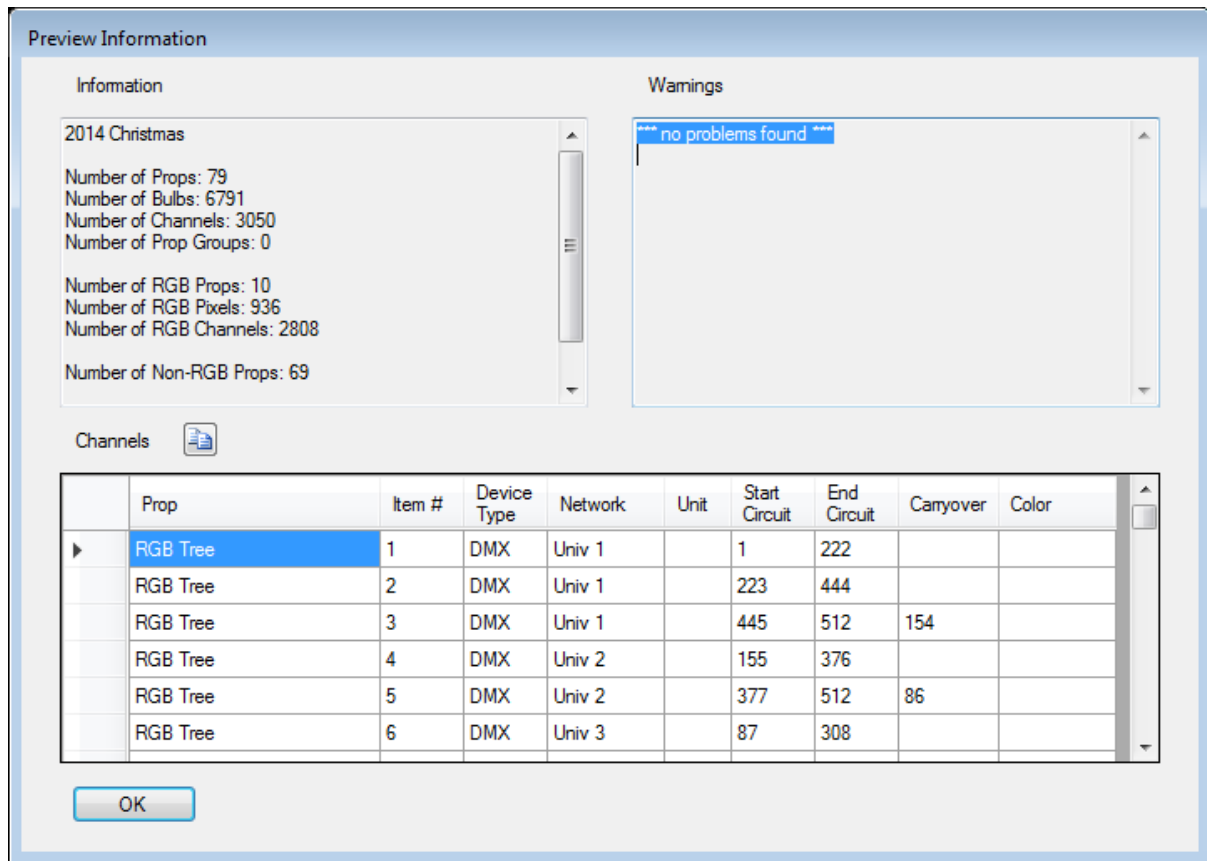 Preview Information
Information
Warnings
2014 Christmas
Number of Props: 79
Number of Bulbs: 6791
Number of Channels: 3050
Number of Prop Groups: 0
Number of RGB Props: 10
Number of RGB Pixels: 936
Number of RGB Channels: 2808
Number of Non-RGB Props: 69
*** no problems found ***
Channels
Prop Item # Device Type Network Unit Start Circuit End Circuit Carryover Color
RGB Tree 1 DMX Univ 1 1 222
RGB Tree 2 DMX Univ 1 223 444
RGB Tree 3 DMX Univ 1 445 512 154
RGB Tree 4 DMX Univ 2 155 376
RGB Tree 5 DMX Univ 2 377 512 86
RGB Tree 6 DMX Univ 3 87 308
OK